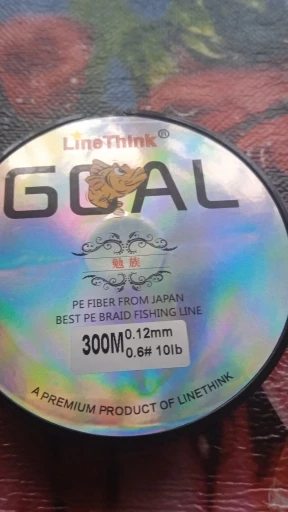 LineThink®
GOAL
勉族
PE FIBER FROM JAPAN
BEST PE BRAID FISHING LINE
300M 0.12mm
0.6# 10lb
A PREMIUM PRODUCT OF LINETHINK